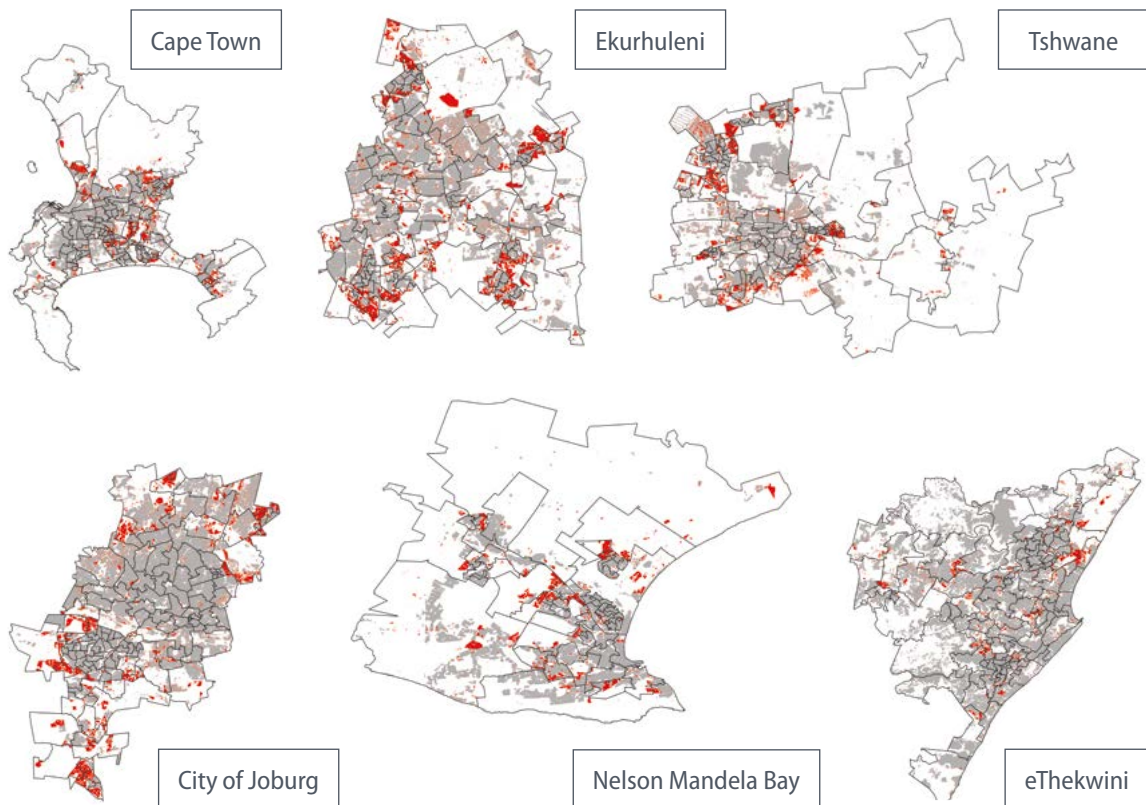 Cape Town
Ekurhuleni
Tshwane
City of Joburg
Nelson Mandela Bay
eThekwini